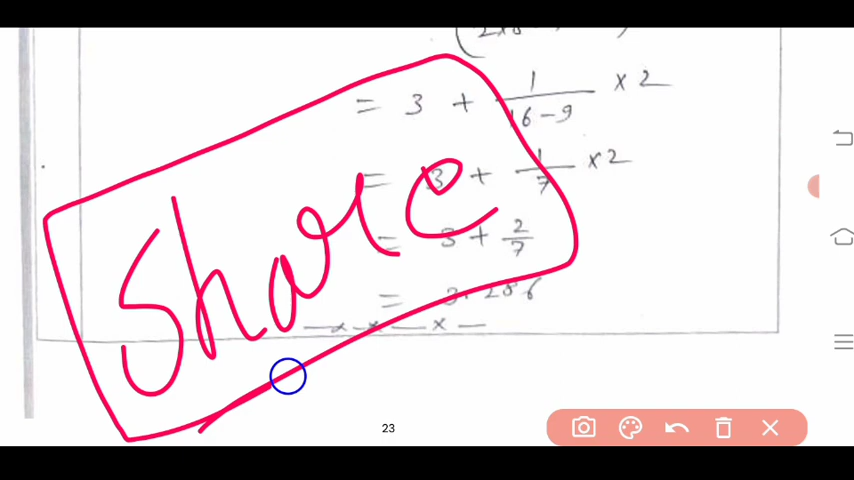 = 3 + 1/(16-9) × 2
= 3 + 1/7 × 2
= 3 + 2/7
= 3.286
—×—×—×—
Share
23